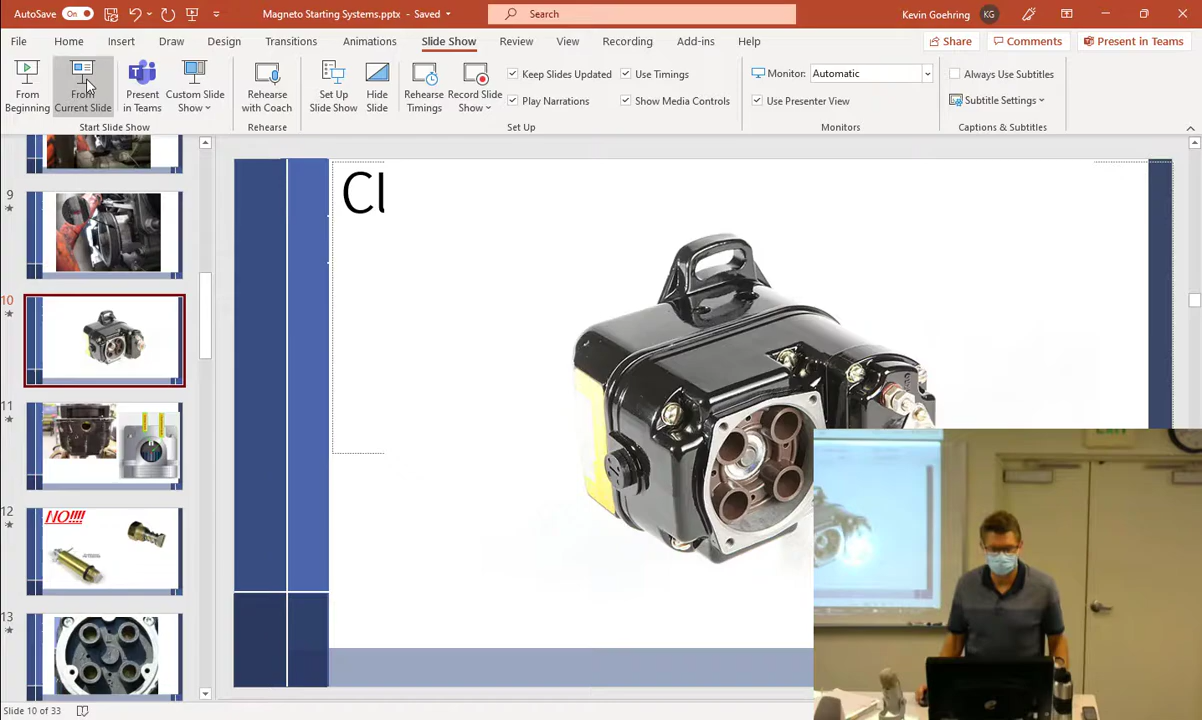 AutoSave On Magneto Starting Systems.pptx - Saved Search Kevin Goehring KG
File Home Insert Draw Design Transitions Animations Slide Show Review View Recording Add-ins Help Share Comments Present in Teams
From Beginning
From Current Slide
Present in Teams
Custom Slide Show
Rehearse with Coach
Set Up Slide Show
Hide Slide
Rehearse Timings
Record Slide Show
Keep Slides Updated
Play Narrations
Use Timings
Show Media Controls
Monitor: Automatic
Use Presenter View
Always Use Subtitles
Subtitle Settings
Start Slide Show Rehearse Set Up Monitors Captions & Subtitles
9
10
11
12
NO!!!!
13
Cl
EXIT
Slide 10 of 33